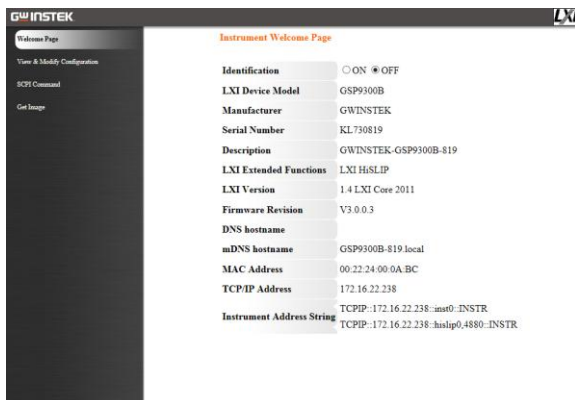 GWINSTEK
LXI
Welcome Page
View & Modify Configuration
SCPI Command
Get Image
Instrument Welcome Page
Identification ON OFF
LXI Device Model GSP9300B
Manufacturer GWINSTEK
Serial Number KL730819
Description GWINSTEK-GSP9300B-819
LXI Extended Functions LXI HiSLIP
LXI Version 1.4 LXI Core 2011
Firmware Revision V3.0.0.3
DNS hostname
mDNS hostname GSP9300B-819.local
MAC Address 00:22:24:00:0A:BC
TCP/IP Address 172.16.22.238
Instrument Address String TCPIP::172.16.22.238::inst0::INSTR
TCPIP::172.16.22.238::hislip0,4880::INSTR